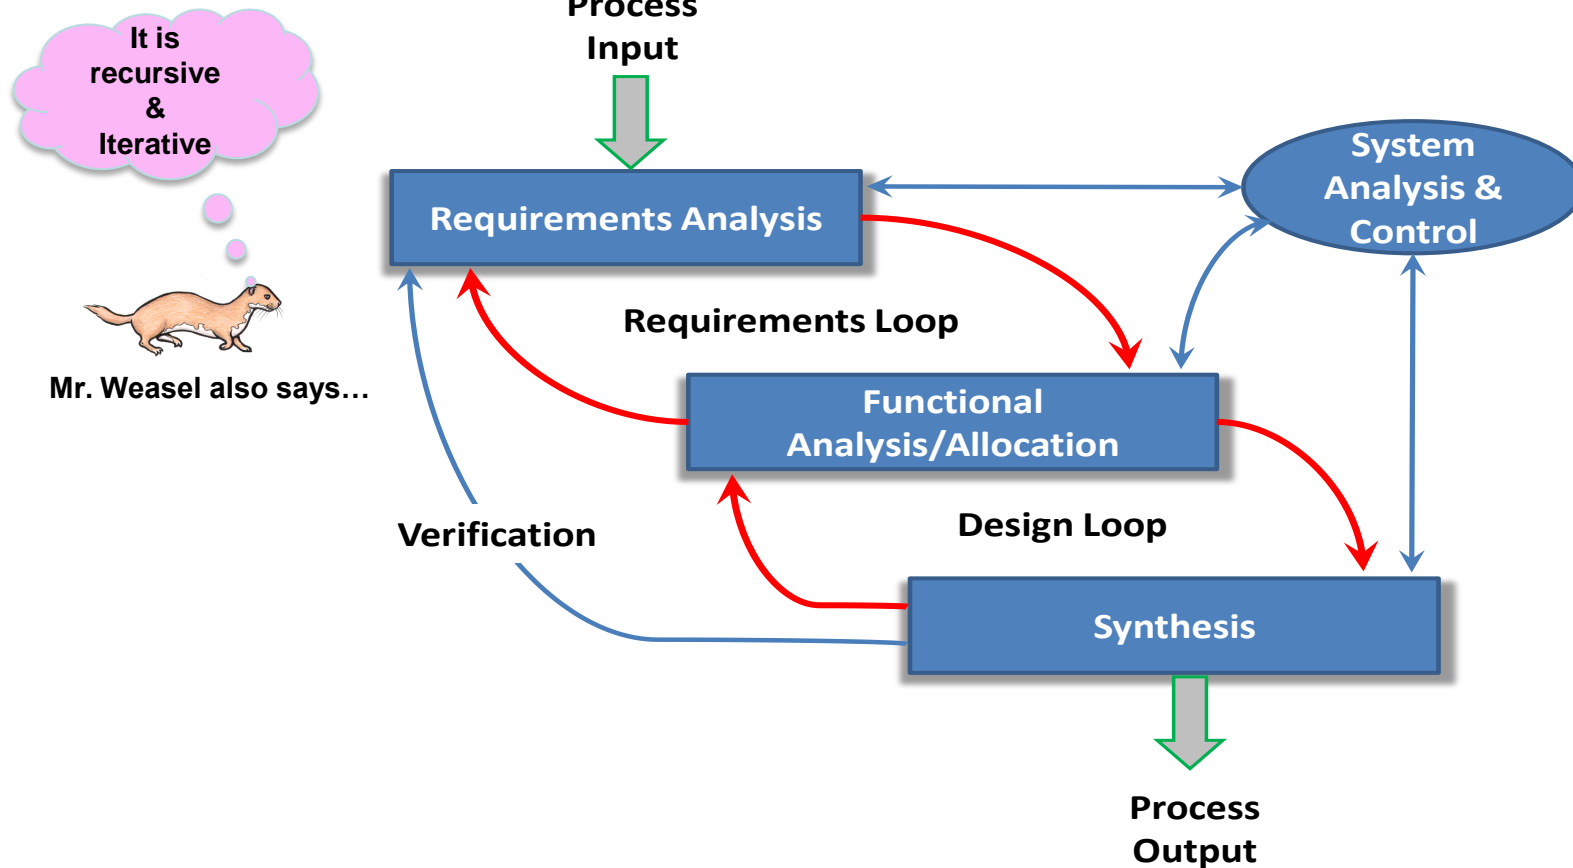 It is
recursive
&
Iterative
Mr. Weasel also says…
Process
Input
Requirements Analysis
System
Analysis &
Control
Requirements Loop
Functional
Analysis/Allocation
Verification
Design Loop
Synthesis
Process
Output